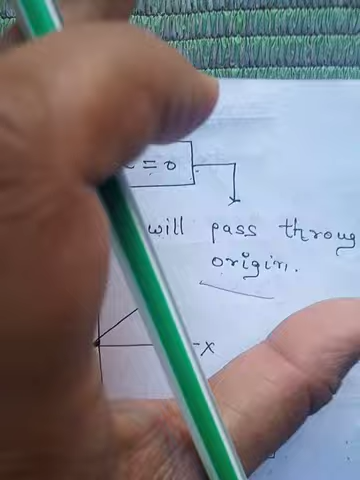 = 0
will pass throug
origin.
X